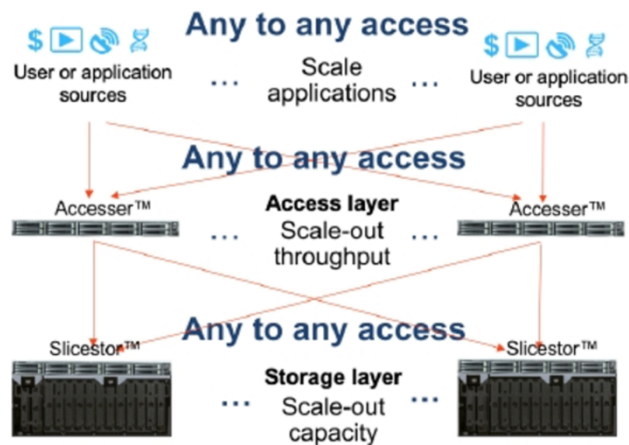 Any to any access
$
$
User or application
sources
...
Scale
applications
...
User or application
sources
Any to any access
Accesser™
Access layer
Accesser™
...
Scale-out
throughput
...
Any to any access
Slicestor™
Slicestor™
Storage layer
...
Scale-out
capacity
...